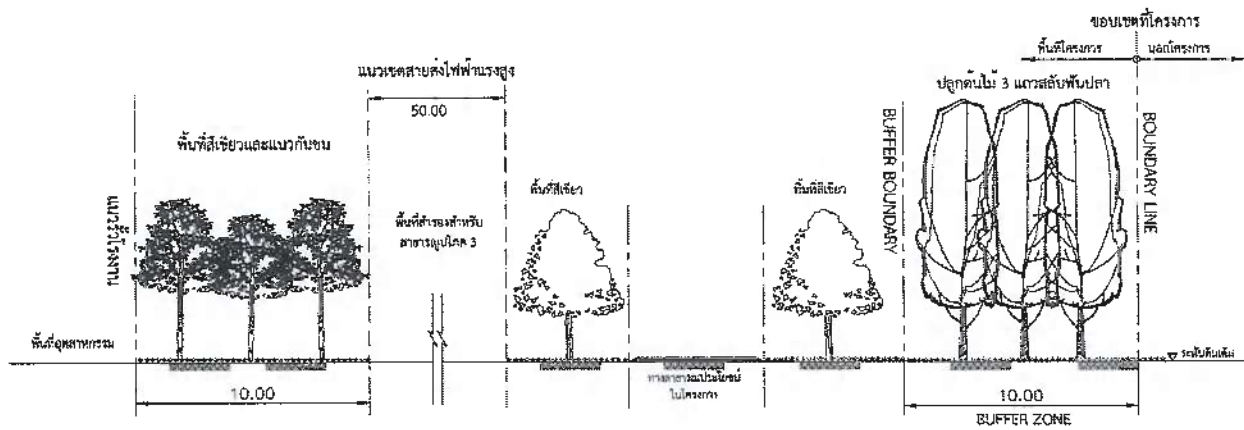 ขอบเขตที่โครงการ
พื้นที่โครงการ
นอกโครงการ
แนวเขตสายส่งไฟฟ้าแรงสูง
ปลูกต้นไม้ 3 แถวสลับฟันปลา
50.00
พื้นที่สีเขียวและแนวกันชน
BUFFER BOUNDARY
BOUNDARY LINE
พื้นที่สีเขียว
พื้นที่สีเขียว
แนวรั้วโรงงาน
พื้นที่สำรองสำหรับ
สาธารณูปโภค 3
พื้นที่อุตสาหกรรม
ระดับดินเดิม
ทางสาธารณประโยชน์
ในโครงการ
10.00
10.00
BUFFER ZONE